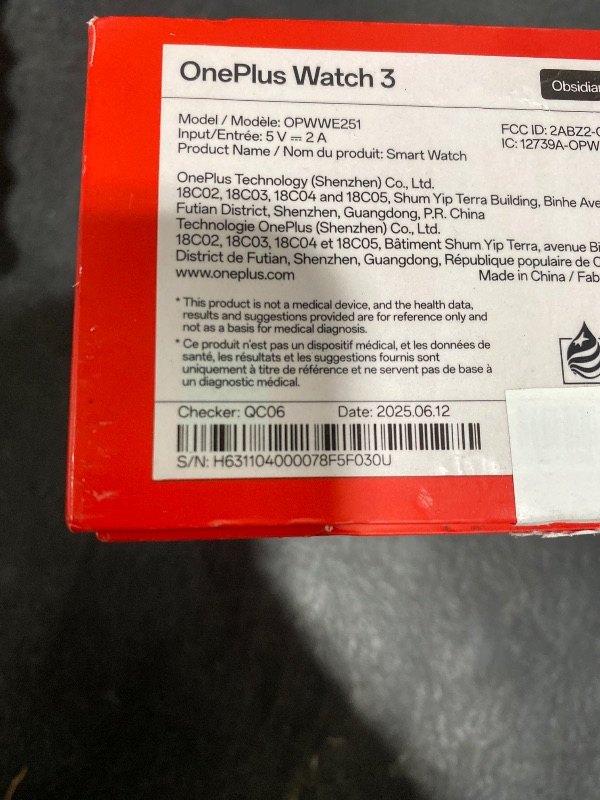 OnePlus Watch 3
Obsidian
Model / Modèle: OPWWE251
Input/Entrée: 5 V ⎓ 2 A
Product Name / Nom du produit: Smart Watch
FCC ID: 2ABZ2-
IC: 12739A-OPW
OnePlus Technology (Shenzhen) Co., Ltd.
18C02, 18C03, 18C04 and 18C05, Shum Yip Terra Building, Binhe Ave
Futian District, Shenzhen, Guangdong, P.R. China
Technologie OnePlus (Shenzhen) Co., Ltd.
18C02, 18C03, 18C04 et 18C05, Bâtiment Shum Yip Terra, avenue Bi
District de Futian, Shenzhen, Guangdong, République populaire de C
www.oneplus.com Made in China / Fab
* This product is not a medical device, and the health data,
results and suggestions provided are for reference only and
not as a basis for medical diagnosis.
* Ce produit n'est pas un dispositif médical, et les données de
santé, les résultats et les suggestions fournis sont
uniquement à titre de référence et ne servent pas de base à
un diagnostic médical.
Checker: QC06 Date: 2025.06.12
S/N: H631104000078F5F030U